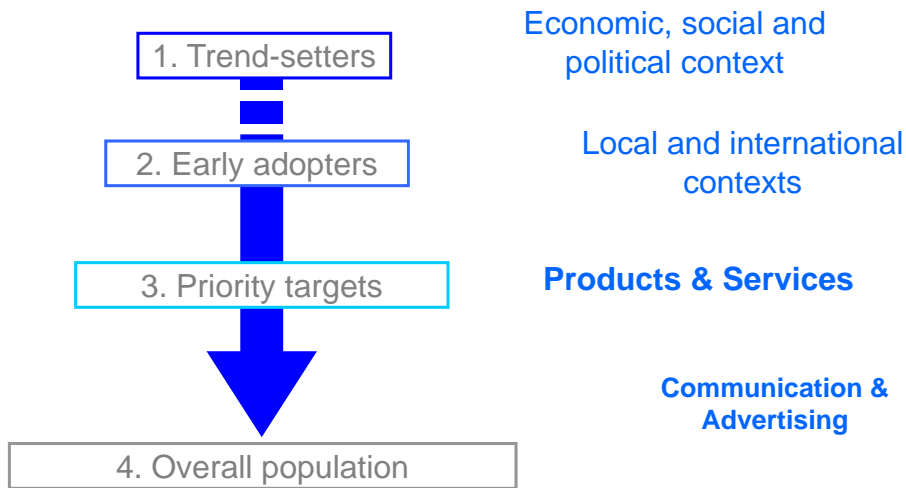 1. Trend-setters
Economic, social and
political context
2. Early adopters
Local and international
contexts
3. Priority targets
Products & Services
Communication &
Advertising
4. Overall population